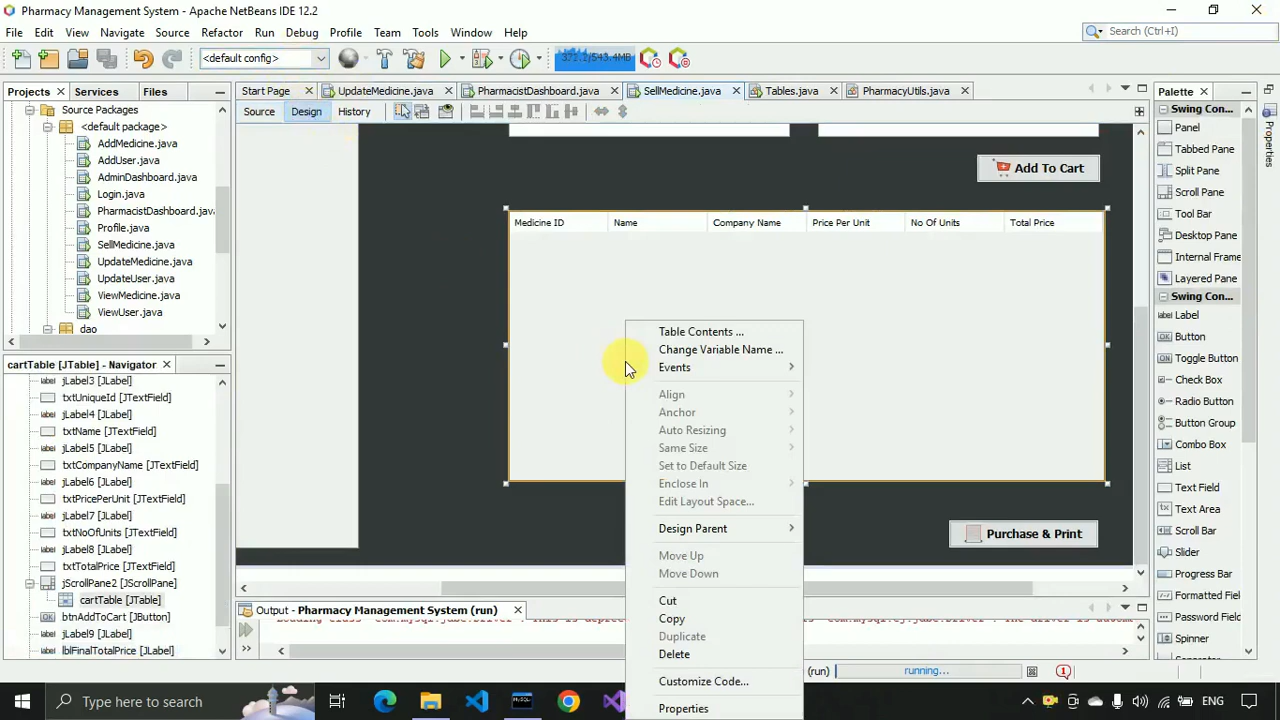 Pharmacy Management System - Apache NetBeans IDE 12.2
File Edit View Navigate Source Refactor Run Debug Profile Team Tools Window Help
Search (Ctrl+I)
<default config>
372.2/543.4MB
Projects Services Files
Start Page UpdateMedicine.java PharmacistDashboard.java SellMedicine.java Tables.java PharmacyUtils.java
Palette
Source Design History
Source Packages
<default package>
AddMedicine.java
AddUser.java
AdminDashboard.java
Login.java
PharmacistDashboard.java
Profile.java
SellMedicine.java
UpdateMedicine.java
UpdateUser.java
ViewMedicine.java
ViewUser.java
dao
cartTable [JTable] - Navigator
jLabel3 [JLabel]
txtUniqueId [JTextField]
jLabel4 [JLabel]
txtName [JTextField]
jLabel5 [JLabel]
txtCompanyName [JTextField]
jLabel6 [JLabel]
txtPricePerUnit [JTextField]
jLabel7 [JLabel]
txtNoOfUnits [JTextField]
jLabel8 [JLabel]
txtTotalPrice [JTextField]
jScrollPane2 [JScrollPane]
cartTable [JTable]
btnAddToCart [JButton]
jLabel9 [JLabel]
lblFinalTotalPrice [JLabel]
Add To Cart
Medicine ID Name Company Name Price Per Unit No Of Units Total Price
Table Contents ...
Change Variable Name ...
Events
Align
Anchor
Auto Resizing
Same Size
Set to Default Size
Enclose In
Edit Layout Space...
Design Parent
Move Up
Move Down
Cut
Copy
Duplicate
Delete
Customize Code...
Properties
Purchase & Print
Output - Pharmacy Management System (run)
(run) running...
1
Swing Con...
Panel
Tabbed Pane
Split Pane
Scroll Pane
Tool Bar
Desktop Pane
Internal Frame
Layered Pane
Swing Con...
Label
Button
Toggle Button
Check Box
Radio Button
Button Group
Combo Box
List
Text Field
Text Area
Scroll Bar
Slider
Progress Bar
Formatted Fie
Password Field
Spinner
Properties
Type here to search
ENG